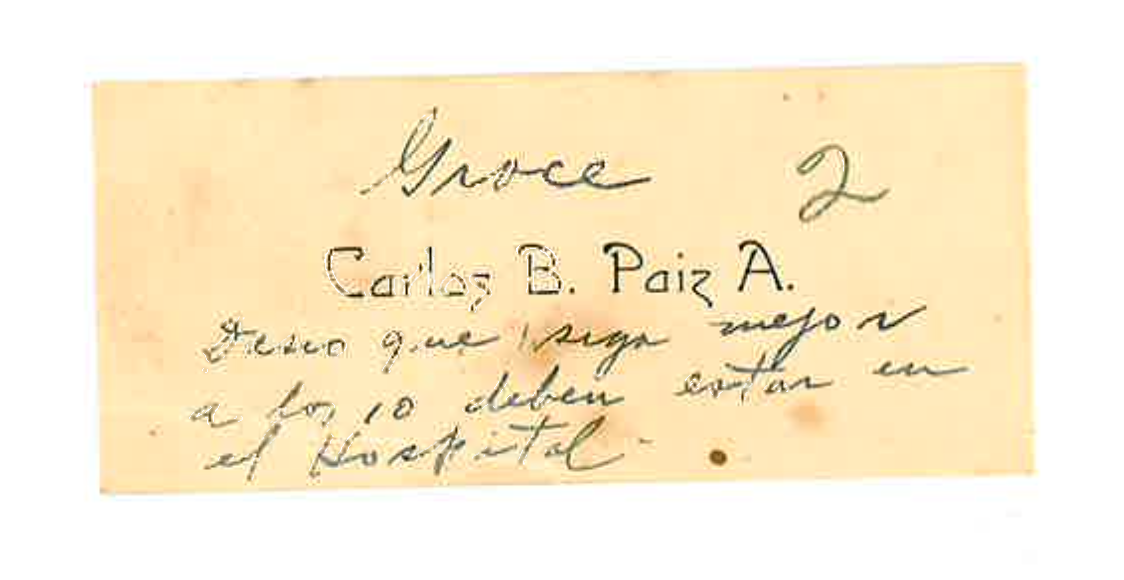 Groce 2
Carlos B. Paiz A.
Deseo que siga mejor
a los 10 deben estar en
el Hospital.